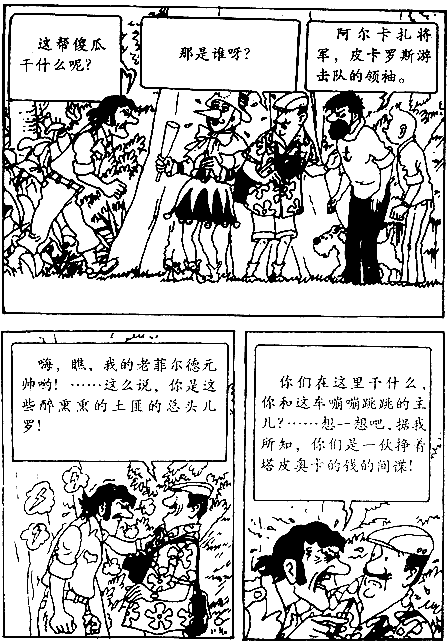 这帮傻瓜
干什么呢？
那是谁呀？
阿尔卡扎将
军，皮卡罗斯游
击队的领袖。
嗨，瞧，我的老菲尔德元
帅哟！……这么说，你是这
些醉熏熏的土匪的总头儿
罗！
你们在这里干什么，
你和这车嘣嘣跳跳的主
儿？……想一想吧，据我
所知，你们是一伙挣着
塔皮奥卡的钱的间谍！